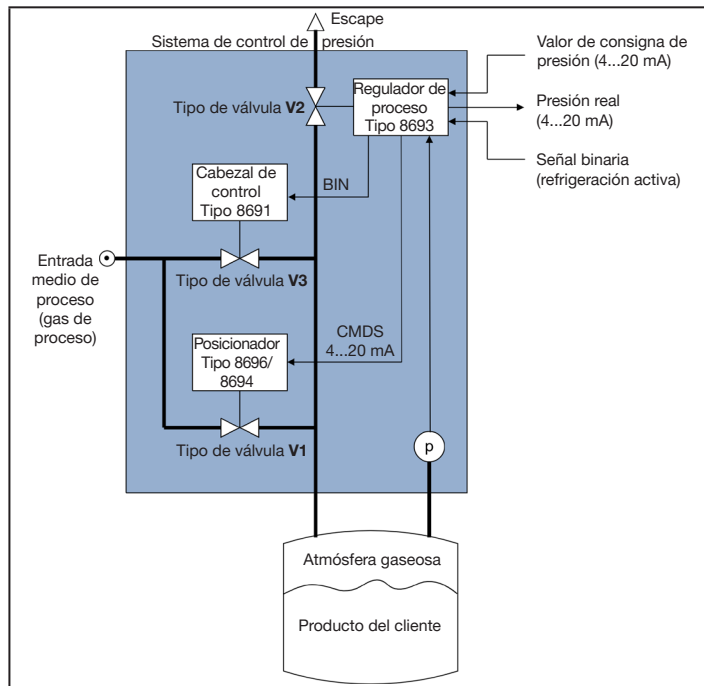 Escape
Sistema de control de presión
Valor de consigna de
presión (4...20 mA)
Regulador de
proceso
Tipo 8693
Tipo de válvula V2
Presión real
(4...20 mA)
Señal binaria
(refrigeración activa)
Cabezal de
control
Tipo 8691
BIN
Entrada
medio de
proceso
(gas de
proceso)
Tipo de válvula V3
CMDS
4...20 mA
Posicionador
Tipo 8696/
8694
Tipo de válvula V1
p
Atmósfera gaseosa
Producto del cliente